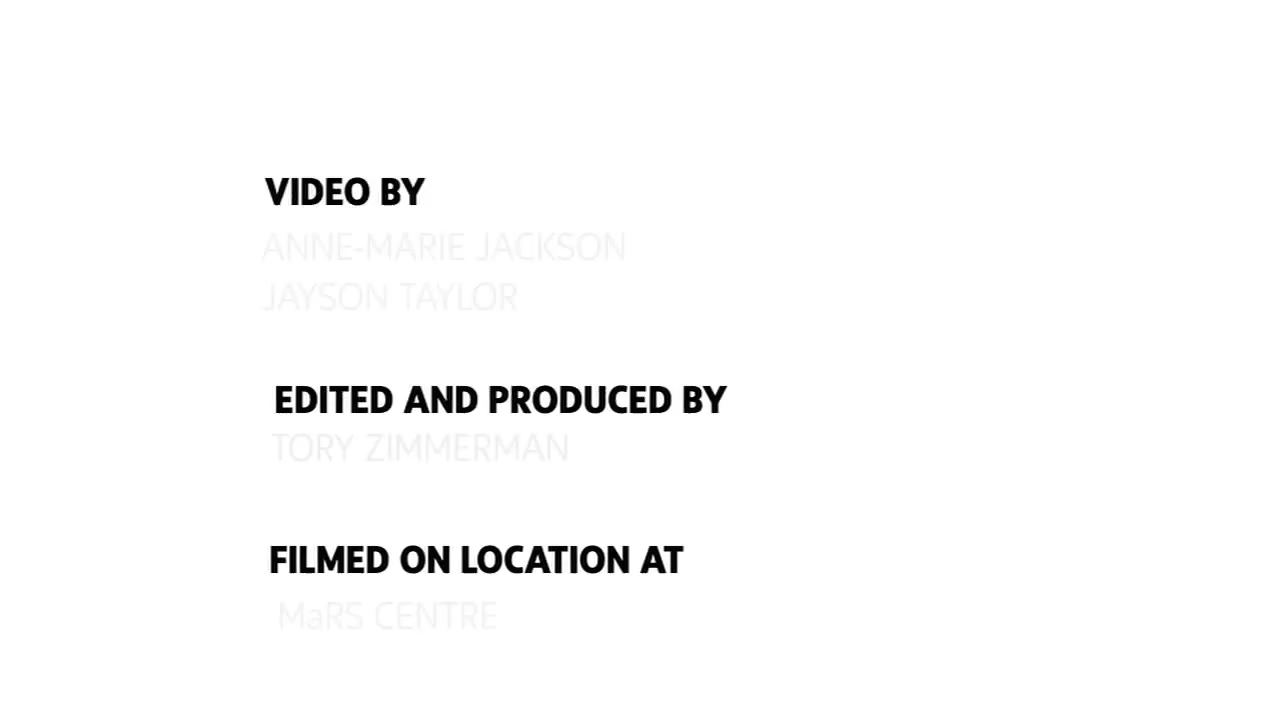 VIDEO BY
ANNE-MARIE JACKSON
JAYSON TAYLOR
EDITED AND PRODUCED BY
TORY ZIMMERMAN
FILMED ON LOCATION AT
MaRS CENTRE